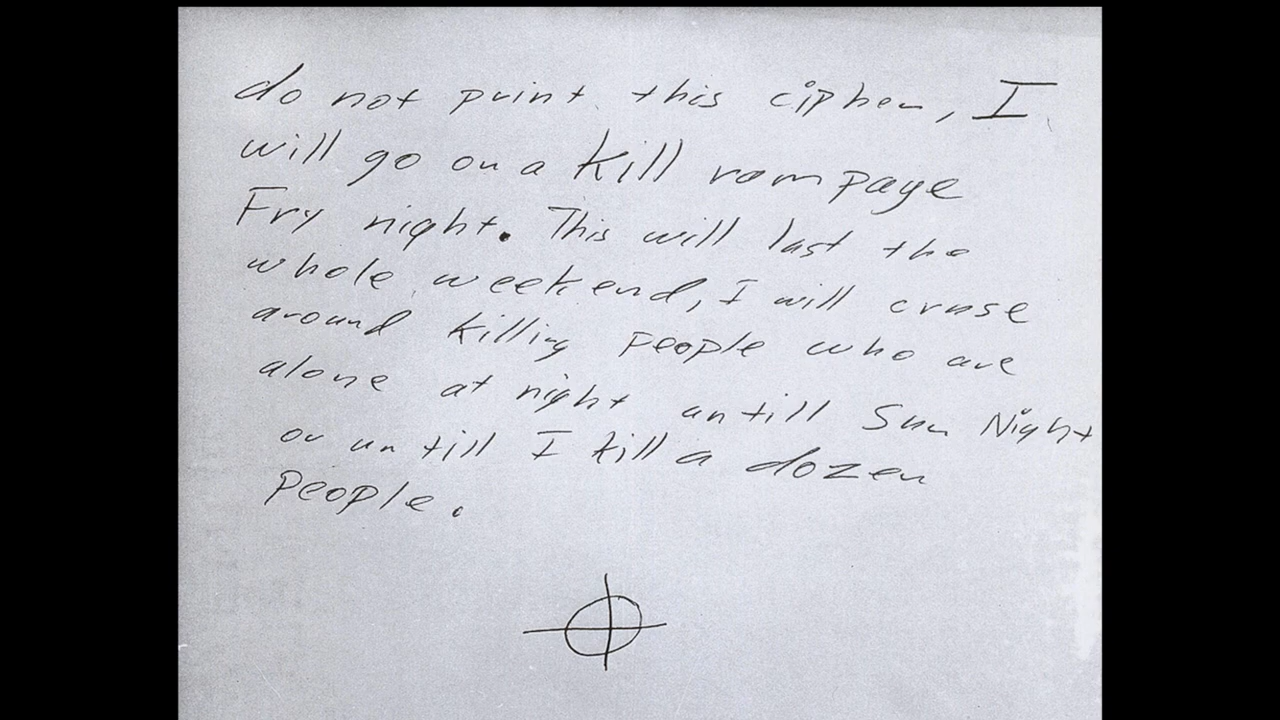 do not print this cipher, I
will go on a kill rampage
Fry night. This will last the
whole weekend, I will cruse
around killing people who are
alone at night untill Sun Night
or untill I kill a dozen
people.